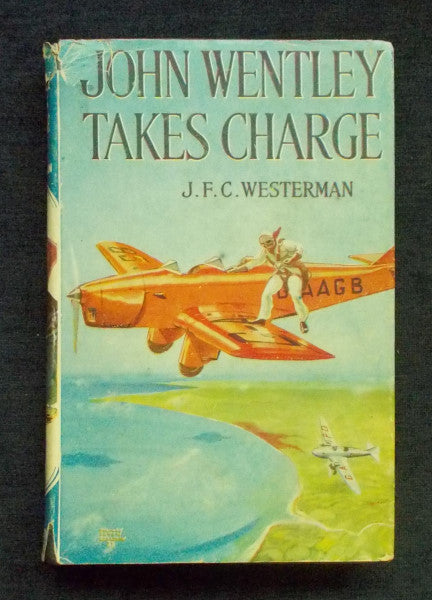 JOHN WENTLEY
TAKES CHARGE
J. F. C. WESTERMAN
G-AAGB